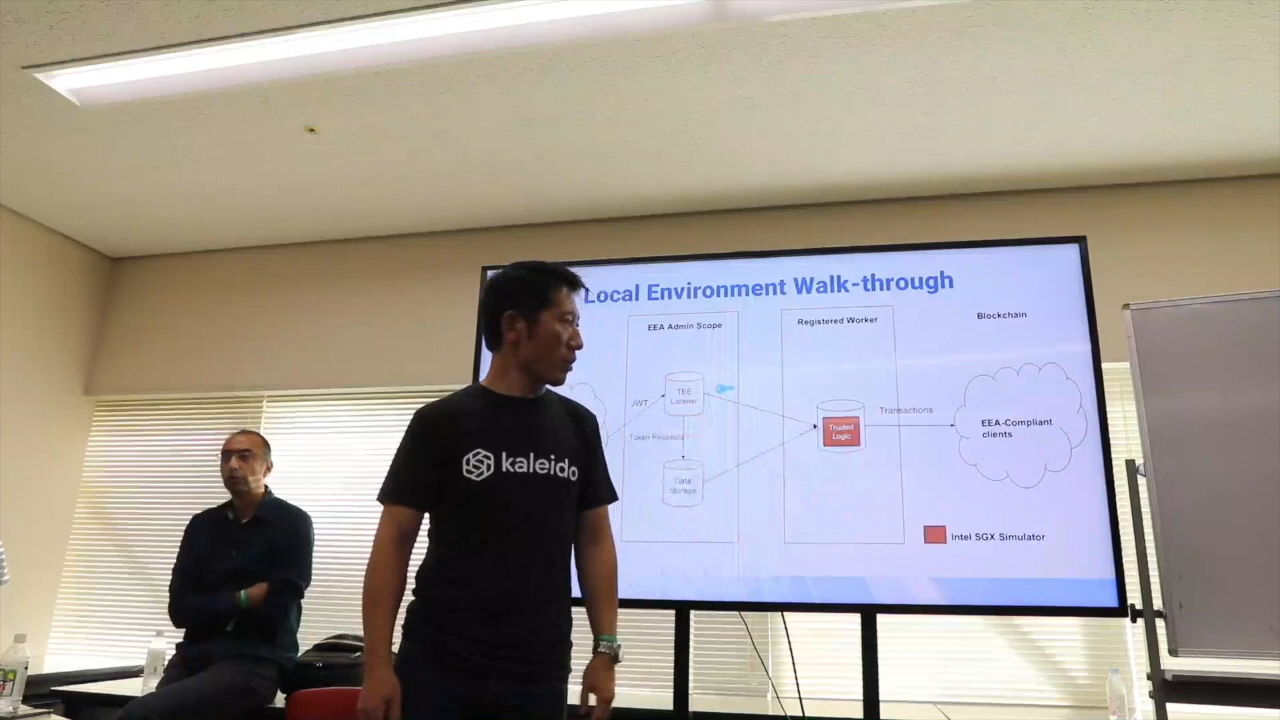 Local Environment Walk-through
EEA Admin Scope
Registered Worker
Blockchain
TEE
Listener
JWT
Token Requests
Data
Storage
Trusted
Logic
Transactions
EEA-Compliant
clients
Intel SGX Simulator
kaleido